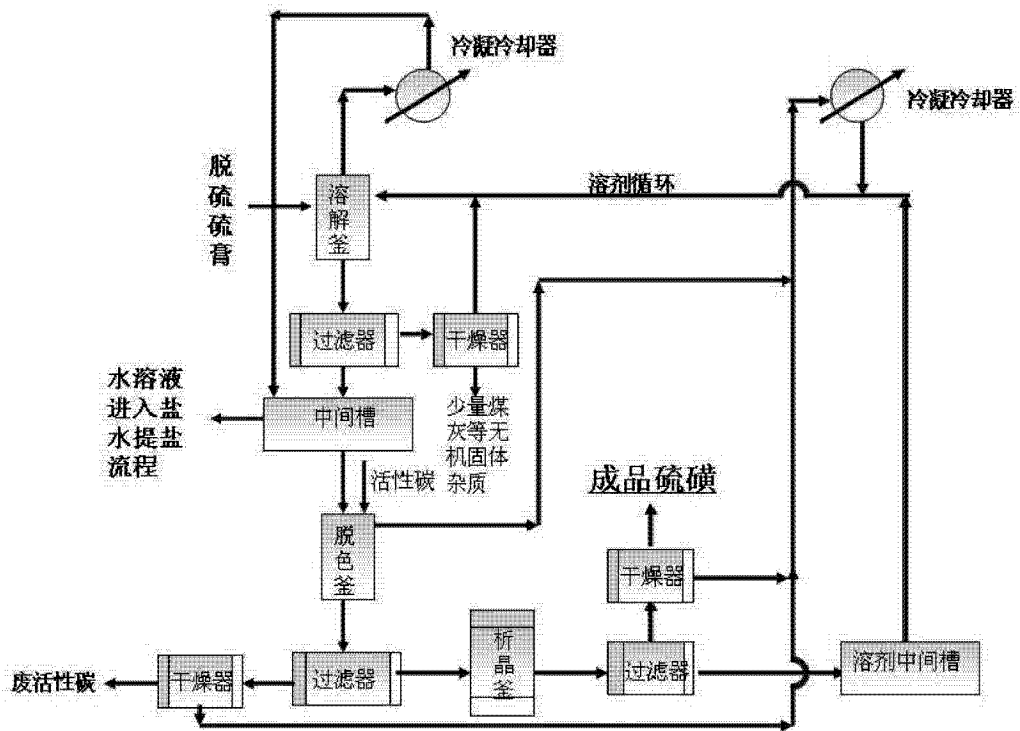 冷凝冷却器
冷凝冷却器
脱
硫
硫
膏
溶
解
釜
溶剂循环
过滤器
干燥器
水溶液
进入盐
水提盐
流程
中间槽
少量煤
灰等无
机固体
杂质
活性碳
成品硫磺
脱
色
釜
干燥器
析
晶
釜
过滤器
溶剂中间槽
废活性碳
干燥器
过滤器